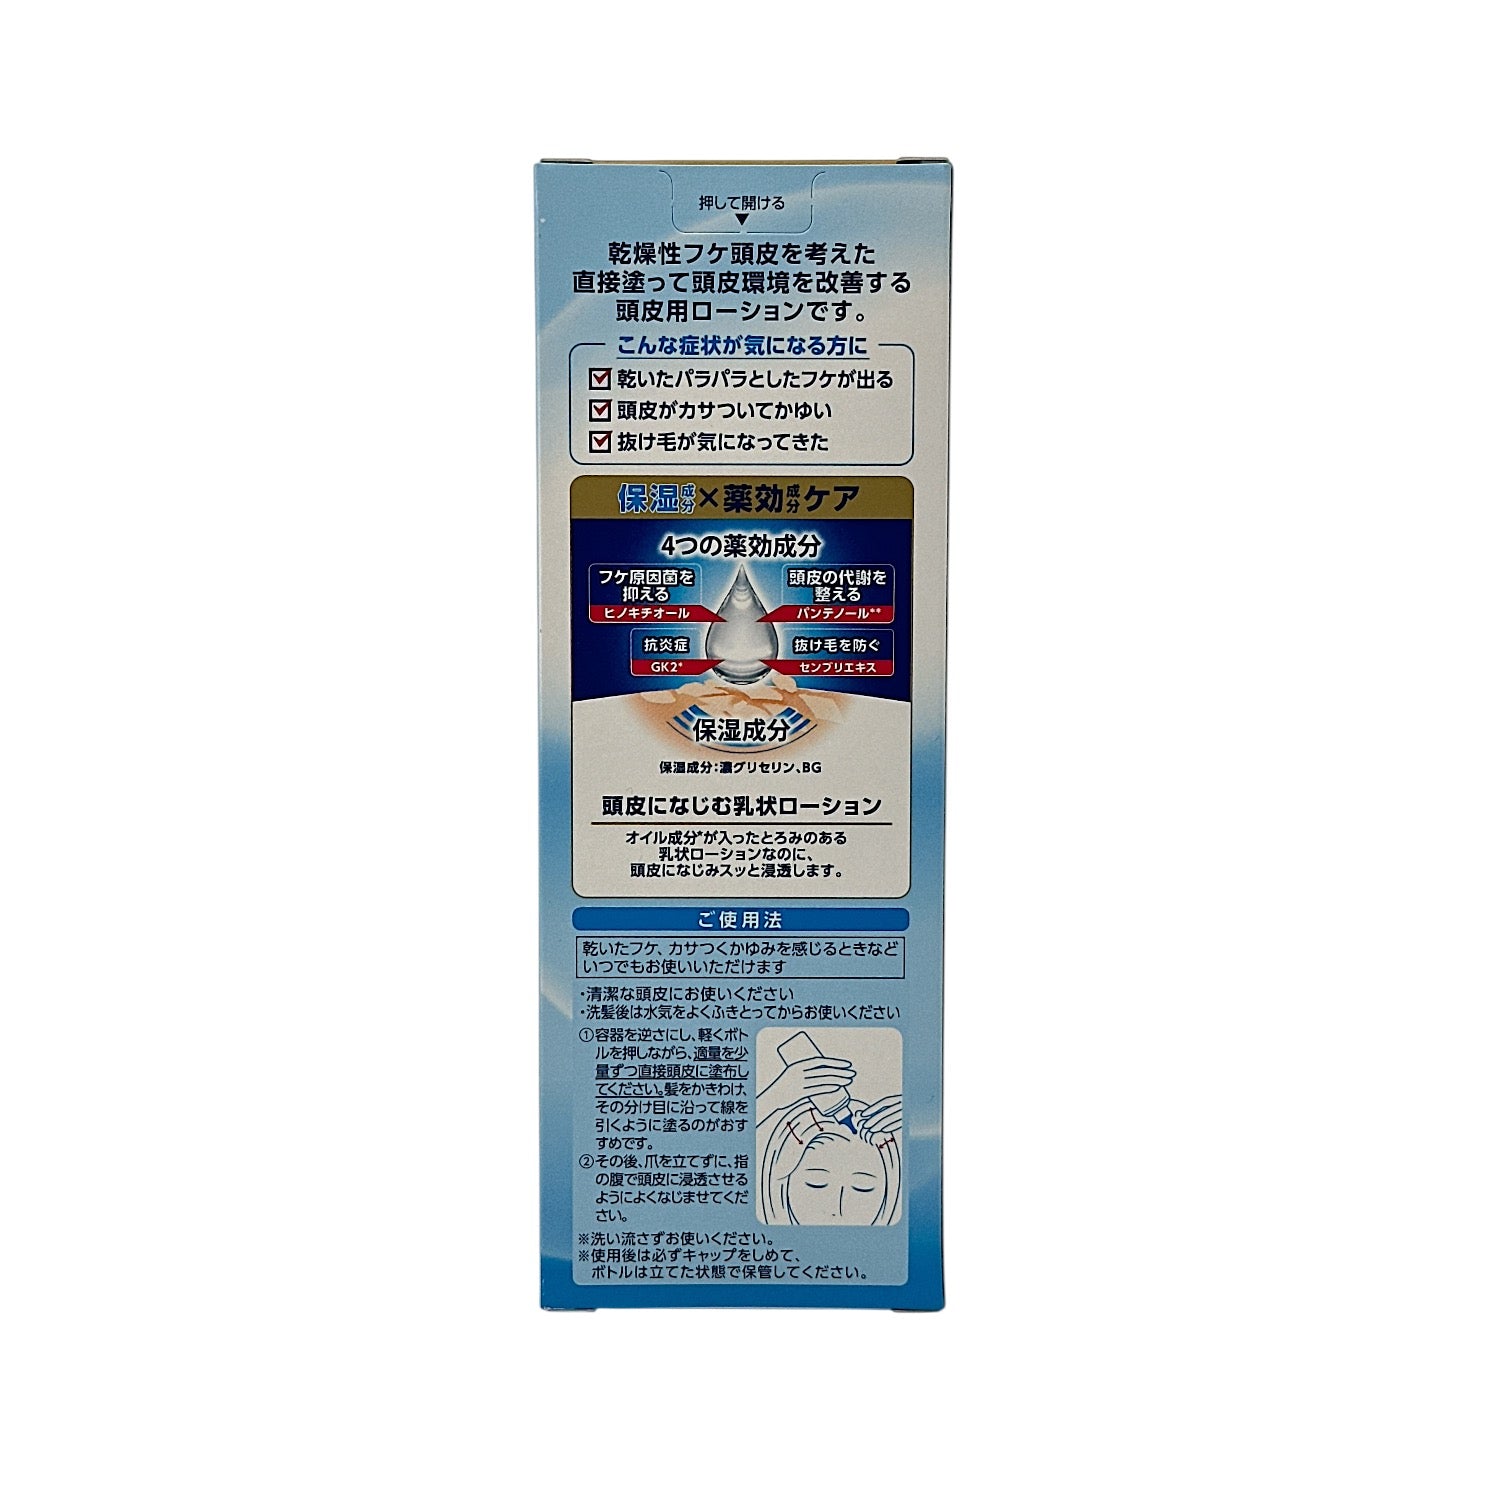 押して開ける
▼
乾燥性フケ頭皮を考えた
直接塗って頭皮環境を改善する
頭皮用ローションです。
こんな症状が気になる方に
乾いたパラパラとしたフケが出る
頭皮がカサついてかゆい
抜け毛が気になってきた
保湿成分×薬効成分ケア
4つの薬効成分
フケ原因菌を
抑える
ヒノキチオール
頭皮の代謝を
整える
パンテノール**
抗炎症
GK2*
抜け毛を防ぐ
センブリエキス
保湿成分
保湿成分:濃グリセリン、BG
頭皮になじむ乳状ローション
オイル成分*が入ったとろみのある
乳状ローションなのに、
頭皮になじみスッと浸透します。
ご使用法
乾いたフケ、カサつくかゆみを感じるときなど
いつでもお使いいただけます
・清潔な頭皮にお使いください
・洗髪後は水気をよくふきとってからお使いください
①容器を逆さにし、軽くボト
ルを押しながら、適量を少
量ずつ直接頭皮に塗布し
てください。髪をかきわけ、
その分け目に沿って線を
引くように塗るのがおす
すめです。
②その後、爪を立てずに、指
の腹で頭皮に浸透させる
ようによくなじませてくだ
さい。
※洗い流さずお使いください。
※使用後は必ずキャップをしめて、
ボトルは立てた状態で保管してください。